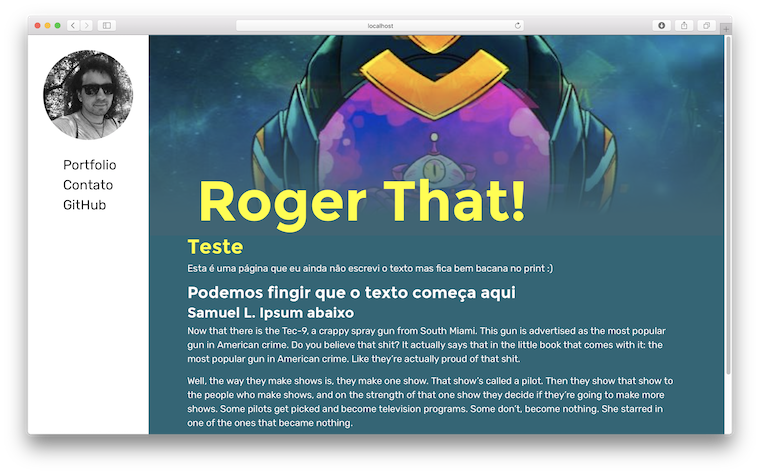 localhost
Portfolio
Contato
GitHub
Roger That!
Teste
Esta é uma página que eu ainda não escrevi o texto mas fica bem bacana no print :)
Podemos fingir que o texto começa aqui
Samuel L. Ipsum abaixo
Now that there is the Tec-9, a crappy spray gun from South Miami. This gun is advertised as the most popular
gun in American crime. Do you believe that shit? It actually says that in the little book that comes with it: the
most popular gun in American crime. Like they're actually proud of that shit.
Well, the way they make shows is, they make one show. That show's called a pilot. Then they show that show to
the people who make shows, and on the strength of that one show they decide if they're going to make more
shows. Some pilots get picked and become television programs. Some don't, become nothing. She starred in
one of the ones that became nothing.